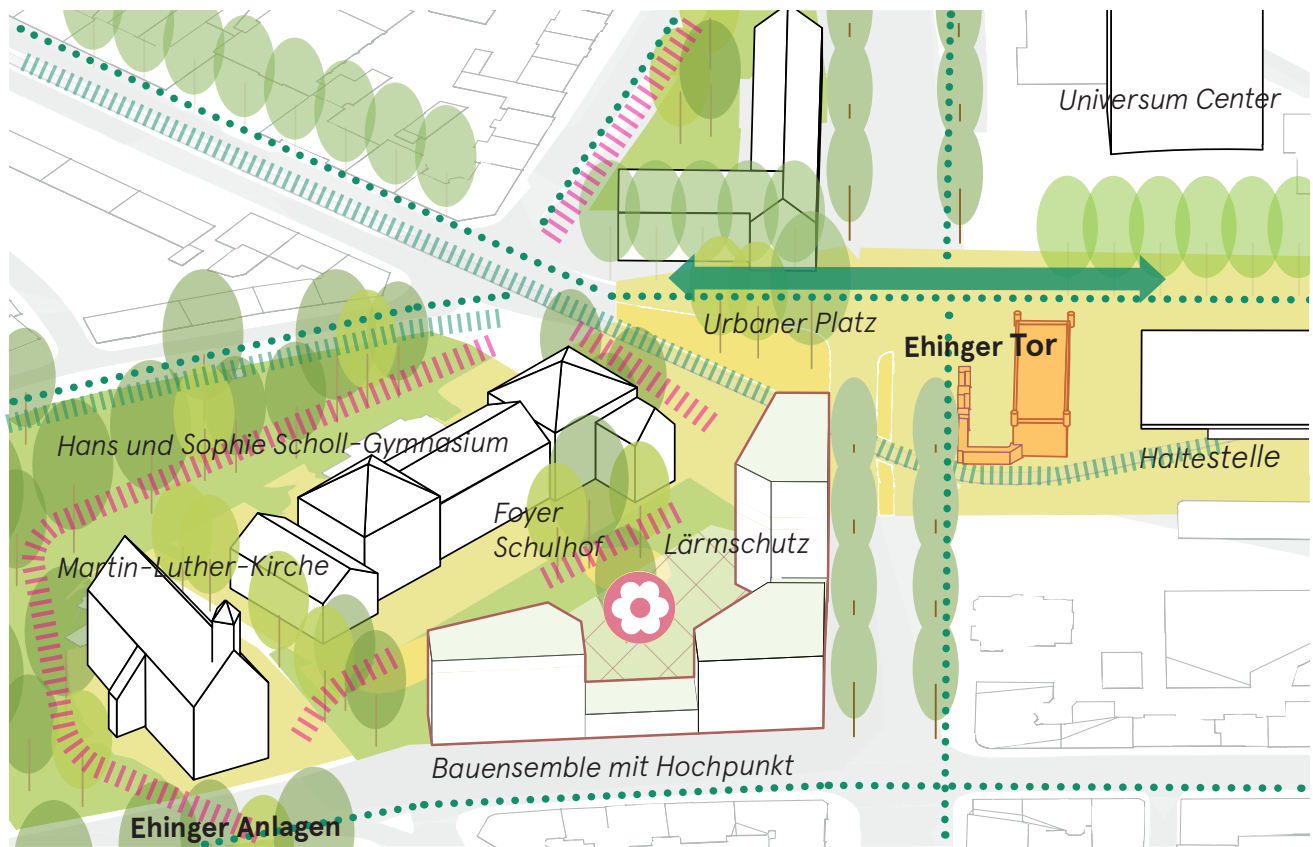 Universum Center
Urbaner Platz
Ehinger Tor
Hans und Sophie Scholl-Gymnasium
Haltestelle
Foyer
Schulhof
Lärmschutz
Martin-Luther-Kirche
Bauensemble mit Hochpunkt
Ehinger Anlagen